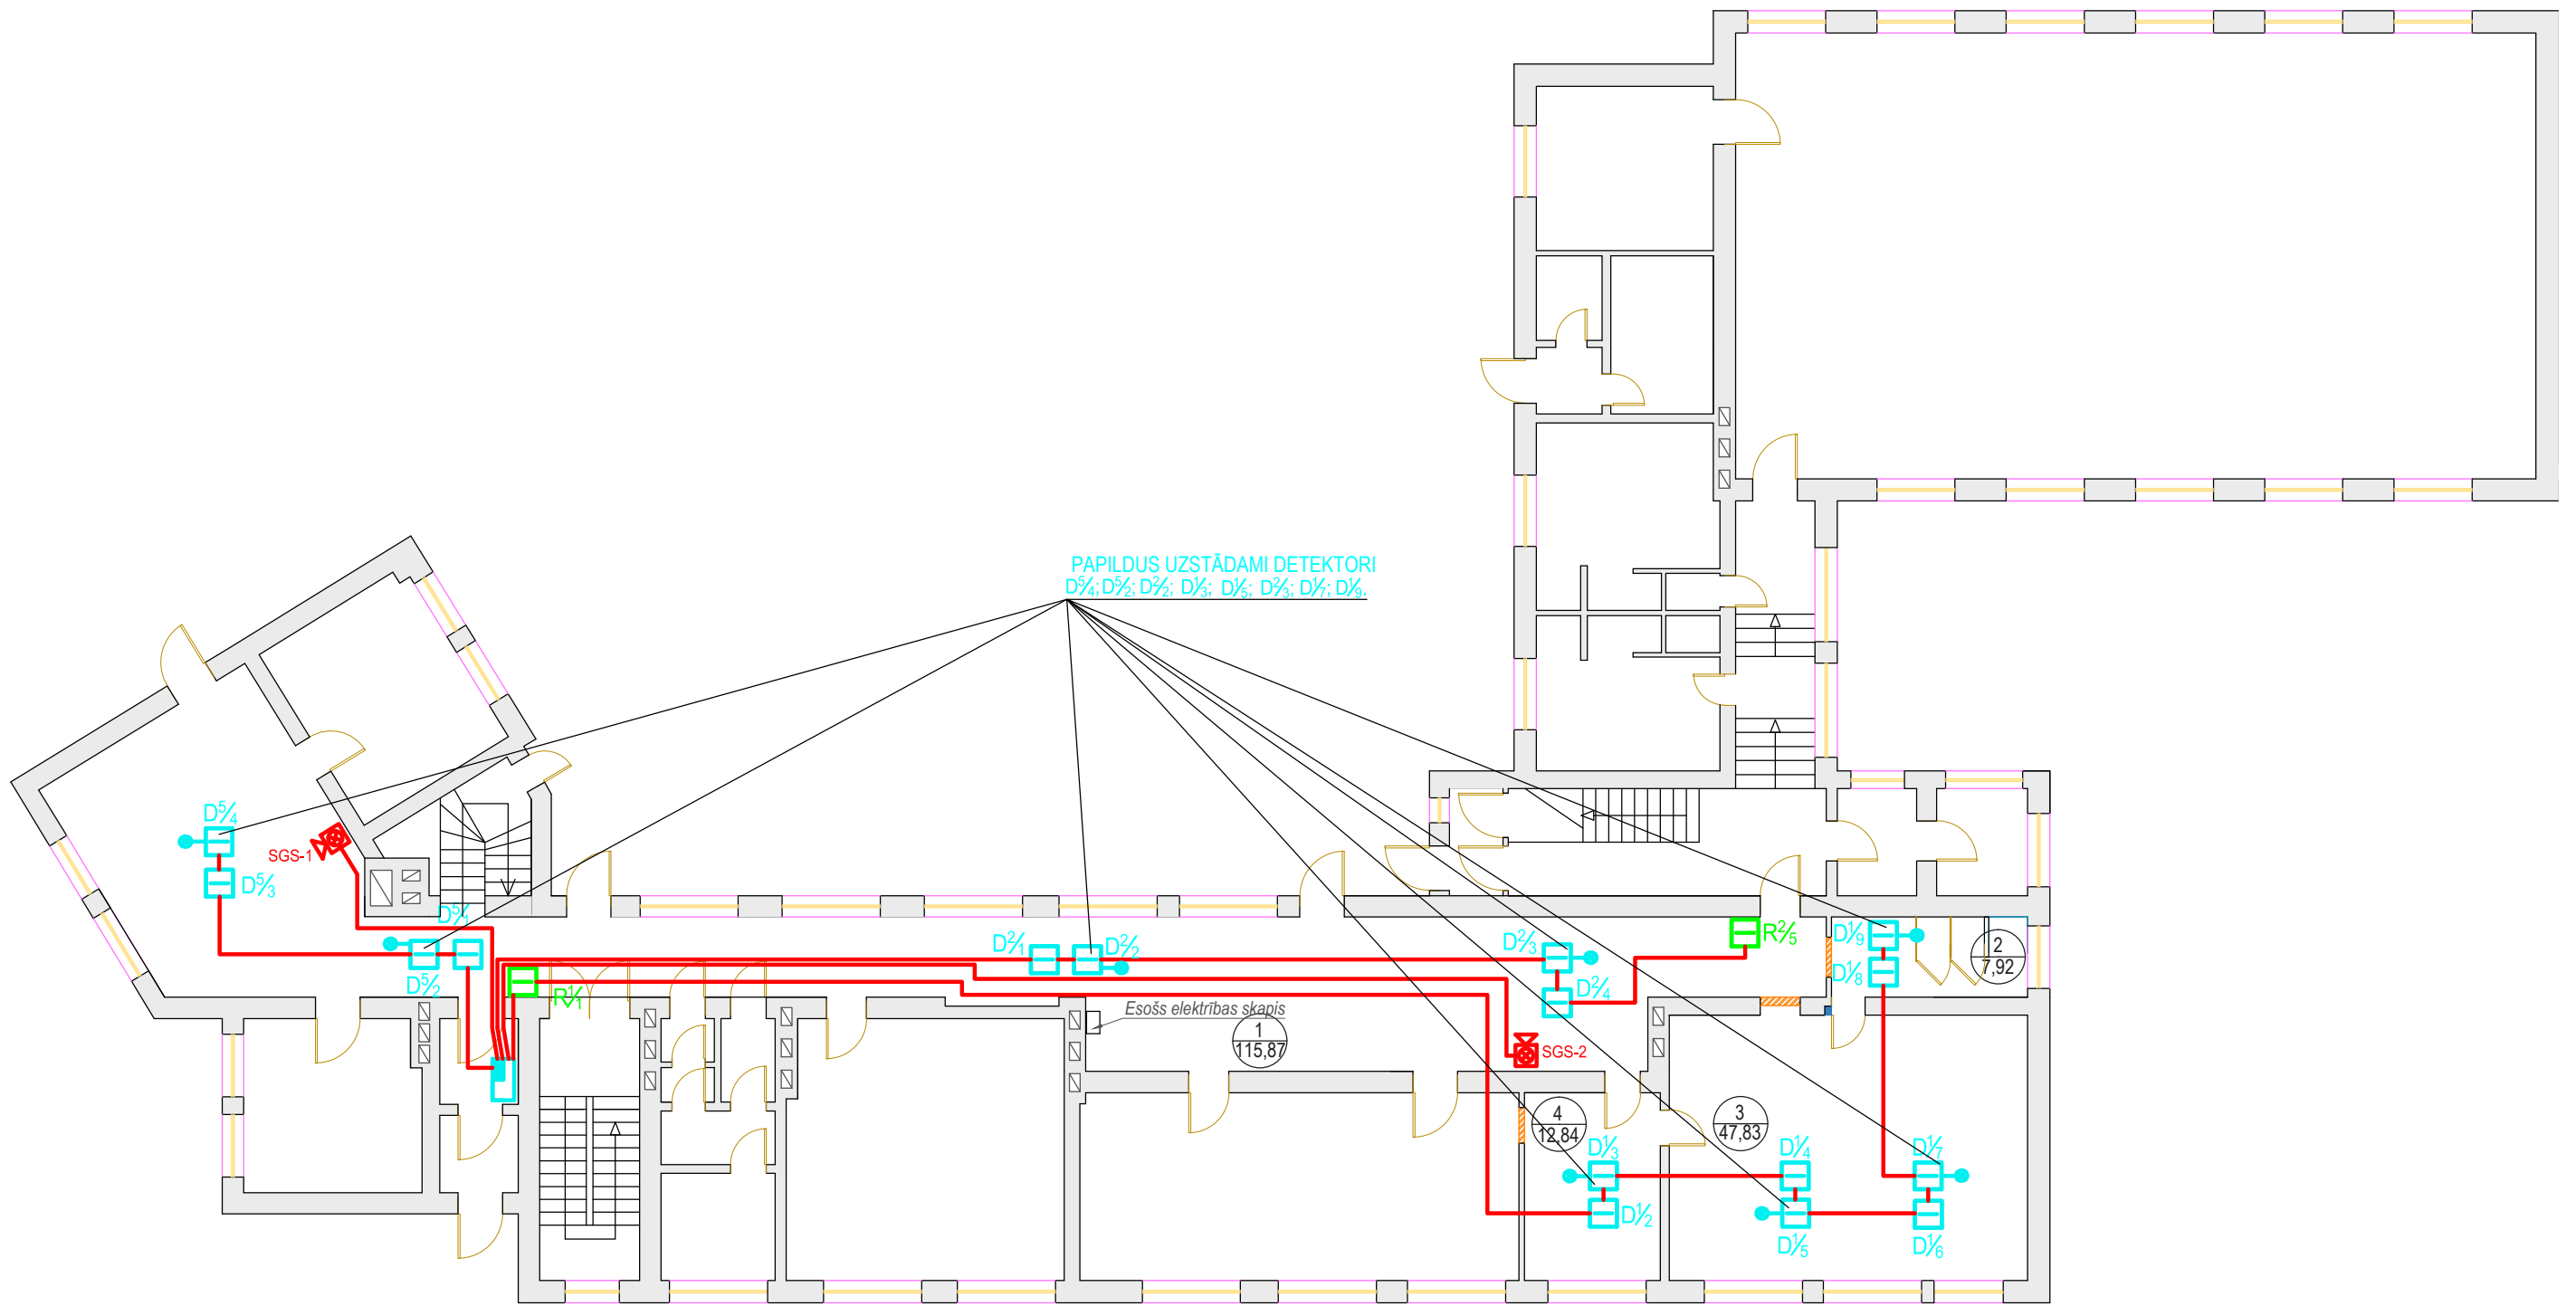 PAPILDUS UZSTĀDAMI DETEKTORI
D5/4; D5/2; D2/2; D1/3; D1/5; D2/3; D1/7; D1/9.
D5/4
SGS-1
D5/3
D5/1
D5/2
R1/1
D2/1
D2/2
D2/3
D2/4
R2/5
D1/9
D1/8
2
7,92
Esošs elektrības skapis
1
115,87
SGS-2
4
12,84
3
47,83
D1/3
D1/4
D1/7
D1/2
D1/5
D1/6